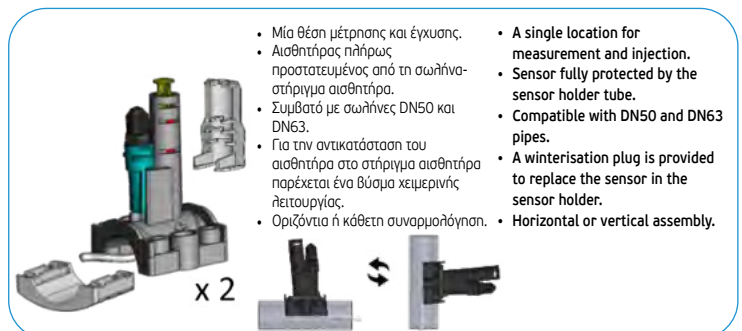 • Μία θέση μέτρησης και έγχυσης.
• Αισθητήρας πλήρως
προστατευμένος από τη σωλήνα-
στήριγμα αισθητήρα.
• Συμβατό με σωλήνες DN50 και
DN63.
• Για την αντικατάσταση του
αισθητήρα στο στήριγμα αισθητήρα
παρέχεται ένα βύσμα χειμερινής
λειτουργίας.
• Οριζόντια ή κάθετη συναρμολόγηση.
• A single location for
measurement and injection.
• Sensor fully protected by the
sensor holder tube.
• Compatible with DN50 and DN63
pipes.
• A winterisation plug is provided
to replace the sensor in the
sensor holder.
• Horizontal or vertical assembly.
x 2